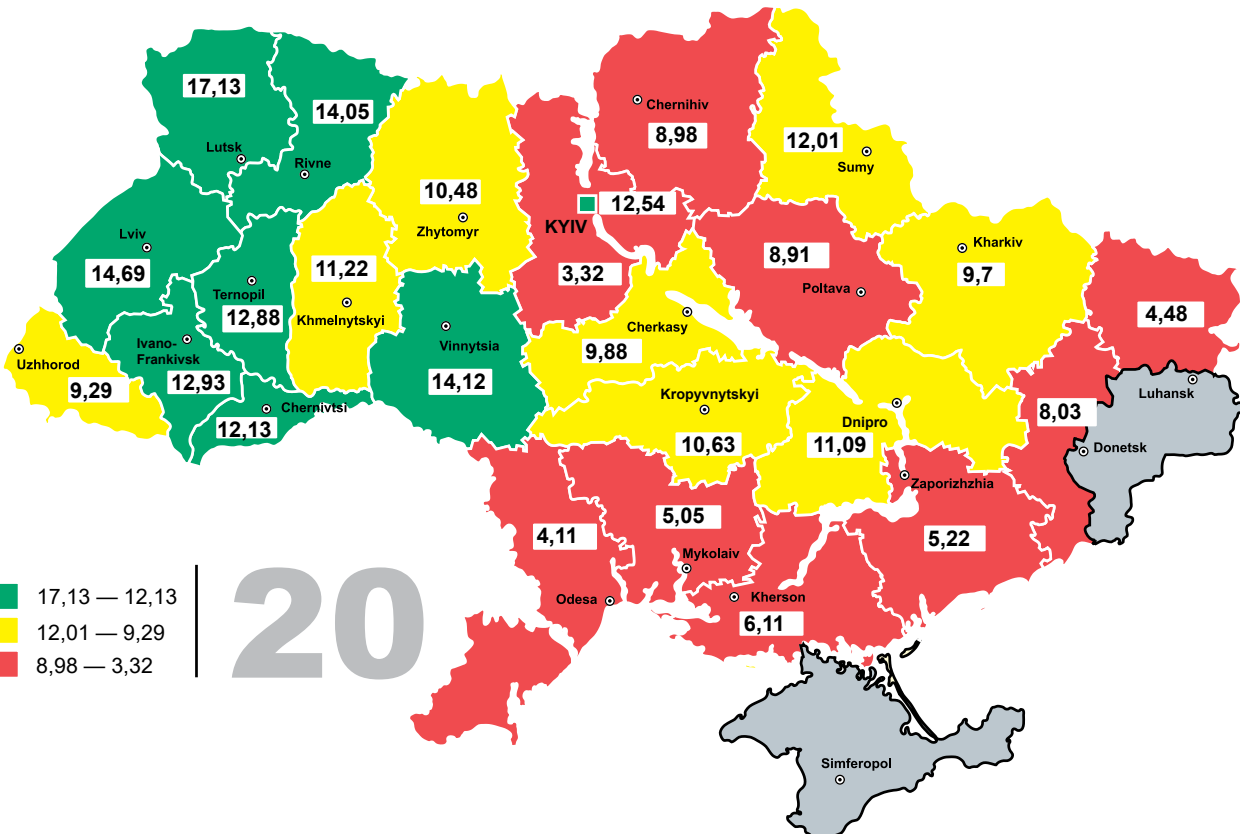 17,13
Lutsk
14,05
Rivne
Chernihiv
8,98
12,01
Sumy
10,48
Zhytomyr
12,54
KYIV
3,32
Lviv
14,69
Ternopil
12,88
11,22
Khmelnytskyi
8,91
Poltava
Kharkiv
9,7
4,48
Luhansk
Uzhhorod
9,29
Ivano-
Frankivsk
12,93
Chernivtsi
12,13
Vinnytsia
14,12
Cherkasy
9,88
Kropyvnytskyi
10,63
Dnipro
11,09
8,03
Donetsk
Zaporizhzhia
5,22
4,11
Odesa
5,05
Mykolaiv
Kherson
6,11
Simferopol
17,13 — 12,13
12,01 — 9,29
8,98 — 3,32
20